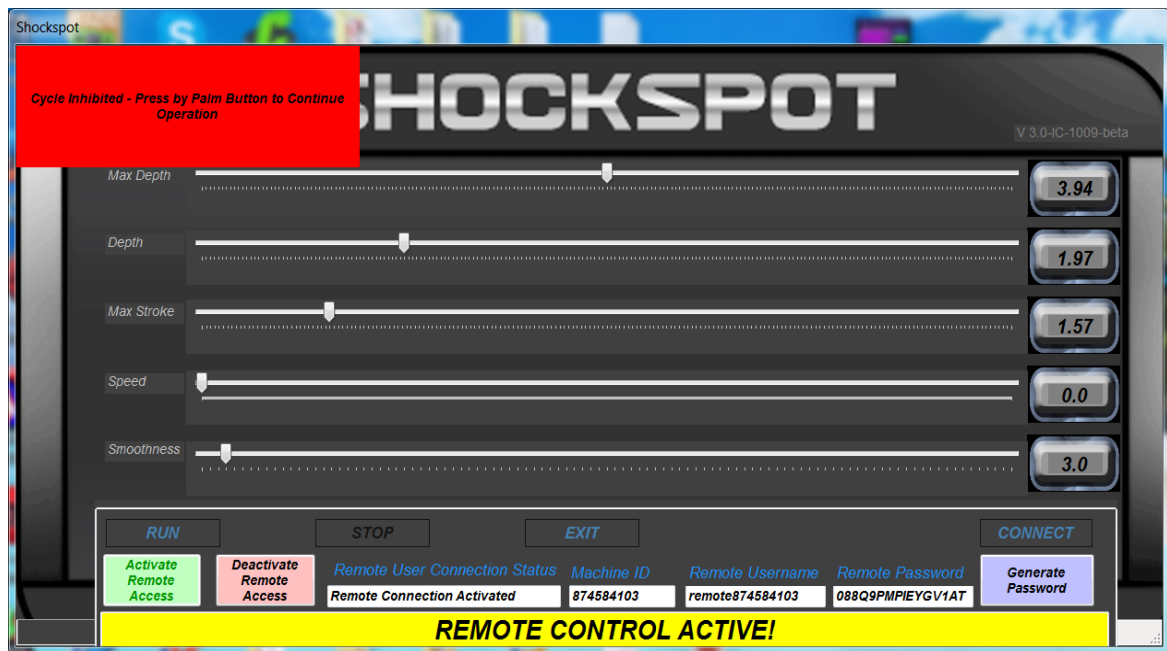 Shockspot
Cycle Inhibited - Press by Palm Button to Continue
Operation
SHOCKSPOT
V 3.0-IC-1009-beta
Max Depth
3.94
Depth
1.97
Max Stroke
1.57
Speed
0.0
Smoothness
3.0
RUN STOP EXIT CONNECT
Activate
Remote
Access
Deactivate
Remote
Access
Remote User Connection Status
Remote Connection Activated
Machine ID
874584103
Remote Username
remote874584103
Remote Password
088Q9PMPIEYGV1AT
Generate
Password
REMOTE CONTROL ACTIVE!